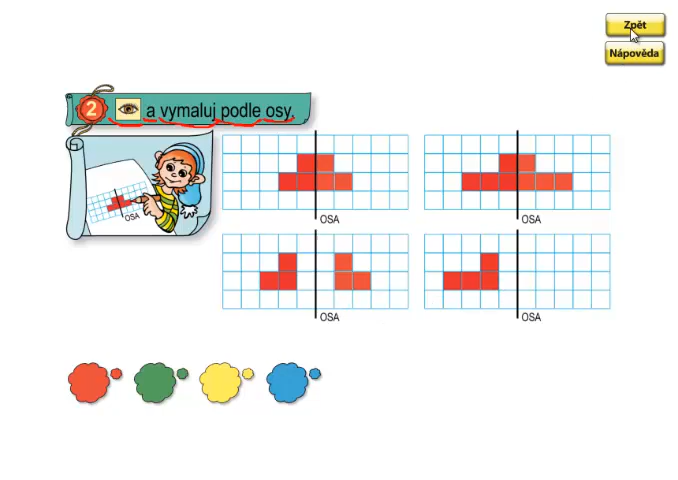 Zpět
Nápověda
2 a vymaluj podle osy.
OSA
OSA
OSA
OSA
OSA